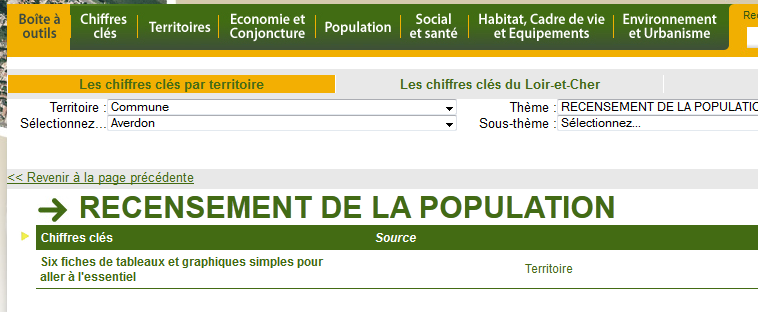 Boîte à outils
Chiffres clés
Territoires
Economie et Conjoncture
Population
Social et santé
Habitat, Cadre de vie et Equipements
Environnement et Urbanisme
Les chiffres clés par territoire
Les chiffres clés du Loir-et-Cher
Territoire : Commune
Thème : RECENSEMENT DE LA
Sélectionnez... Averdon
Sous-thème : Sélectionnez...
<< Revenir à la page précédente
RECENSEMENT DE LA POPULATION
Chiffres clés
Source
Six fiches de tableaux et graphiques simples pour
aller à l'essentiel
Territoire